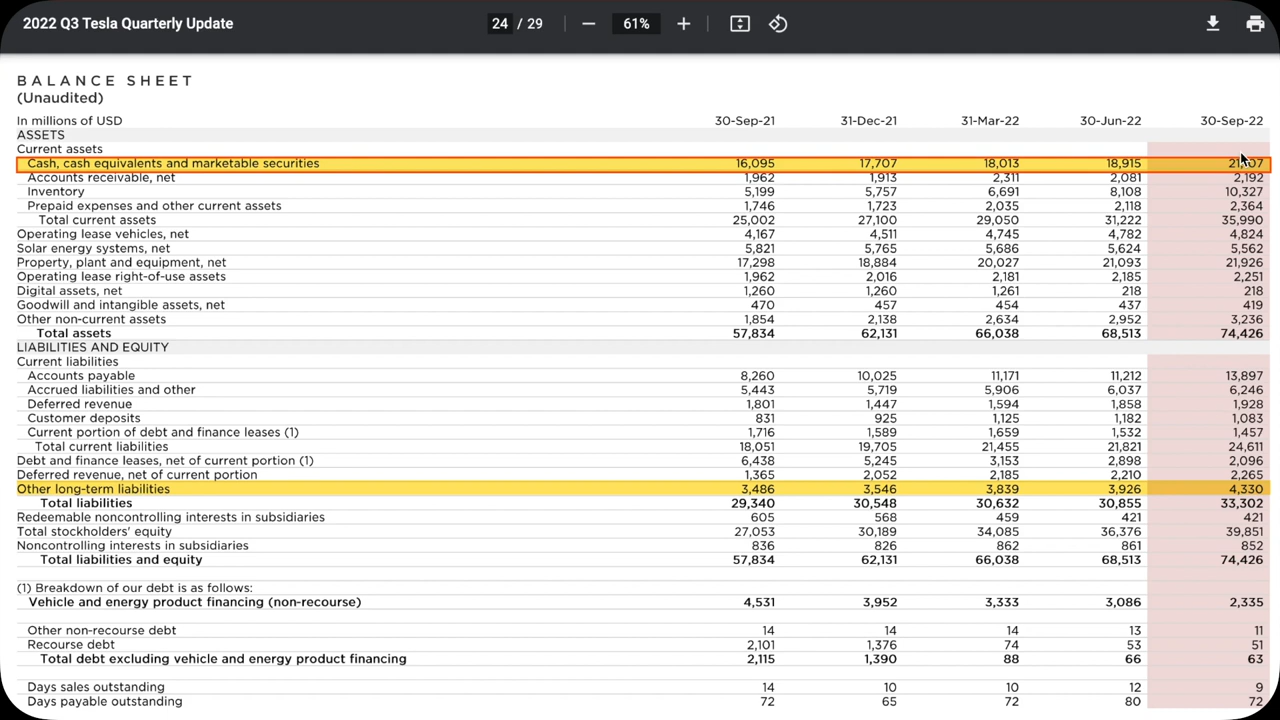 2022 Q3 Tesla Quarterly Update
24 / 29 61%
BALANCE SHEET
(Unaudited)
In millions of USD 30-Sep-21 31-Dec-21 31-Mar-22 30-Jun-22 30-Sep-22
ASSETS
Current assets
Cash, cash equivalents and marketable securities 16,095 17,707 18,013 18,915
Accounts receivable, net 1,962 1,913 2,311 2,081 2,192
Inventory 5,199 5,757 6,691 8,108 10,327
Prepaid expenses and other current assets 1,746 1,723 2,035 2,118 2,364
Total current assets 25,002 27,100 29,050 31,222 35,990
Operating lease vehicles, net 4,167 4,511 4,745 4,782 4,824
Solar energy systems, net 5,821 5,765 5,686 5,624 5,562
Property, plant and equipment, net 17,298 18,884 20,027 21,093 21,926
Operating lease right-of-use assets 1,962 2,016 2,181 2,185 2,251
Digital assets, net 1,260 1,260 1,261 218 218
Goodwill and intangible assets, net 470 457 454 437 419
Other non-current assets 1,854 2,138 2,634 2,952 3,236
Total assets 57,834 62,131 66,038 68,513 74,426
LIABILITIES AND EQUITY
Current liabilities
Accounts payable 8,260 10,025 11,171 11,212 13,897
Accrued liabilities and other 5,443 5,719 5,906 6,037 6,246
Deferred revenue 1,801 1,447 1,594 1,858 1,928
Customer deposits 831 925 1,125 1,182 1,083
Current portion of debt and finance leases (1) 1,716 1,589 1,659 1,532 1,457
Total current liabilities 18,051 19,705 21,455 21,821 24,611
Debt and finance leases, net of current portion (1) 6,438 5,245 3,153 2,898 2,096
Deferred revenue, net of current portion 1,365 2,052 2,185 2,210 2,265
Other long-term liabilities 3,486 3,546 3,839 3,926 4,330
Total liabilities 29,340 30,548 30,632 30,855 33,302
Redeemable noncontrolling interests in subsidiaries 605 568 459 421 421
Total stockholders' equity 27,053 30,189 34,085 36,376 39,851
Noncontrolling interests in subsidiaries 836 826 862 861 852
Total liabilities and equity 57,834 62,131 66,038 68,513 74,426
(1) Breakdown of our debt is as follows:
Vehicle and energy product financing (non-recourse) 4,531 3,952 3,333 3,086 2,335
Other non-recourse debt 14 14 14 13 11
Recourse debt 2,101 1,376 74 53 51
Total debt excluding vehicle and energy product financing 2,115 1,390 88 66 63
Days sales outstanding 14 10 10 12 9
Days payable outstanding 72 65 72 80 72